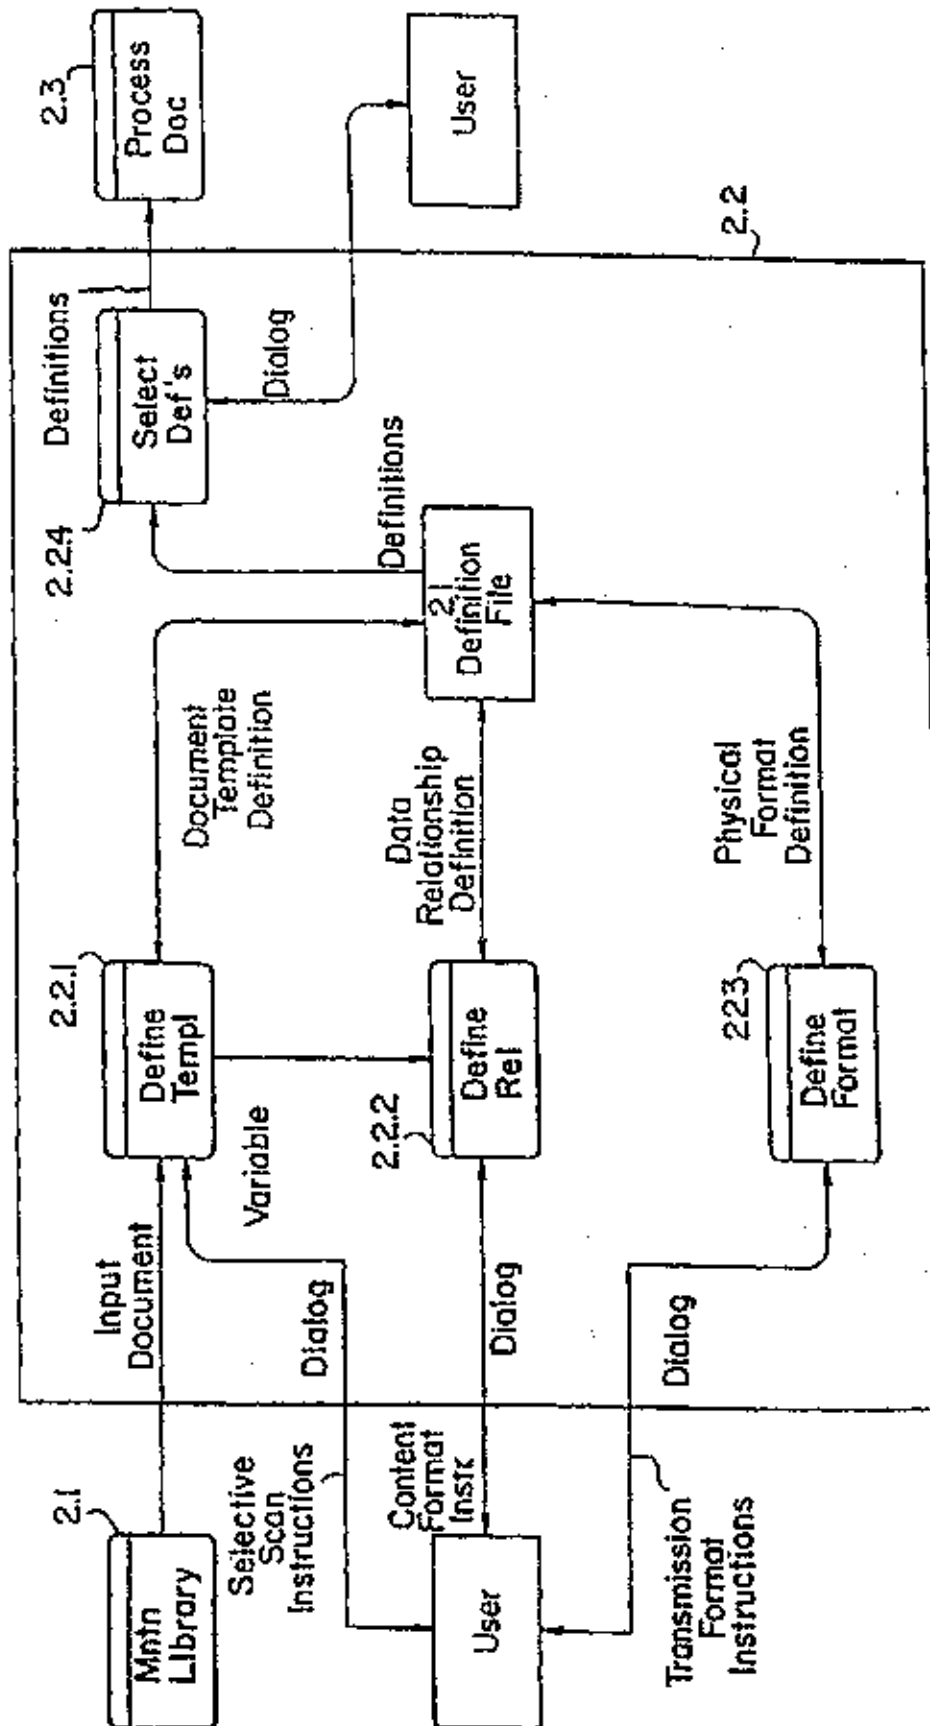 2.1
Mntn
Library
Input
Document
2.2.1
Define
Templ
Document
Template
Definition
2.24
Select
Def's
Definitions
2.3
Process
Doc
Selective
Scan
Instructions
Dialog
Variable
Definitions
Dialog
User
Content
Format
Instr
Dialog
2.2.2
Define
Rel
Data
Relationship
Definition
2.1
Definition
File
User
Transmission
Format
Instructions
Dialog
223
Define
Format
Physical
Format
Definition
2.2